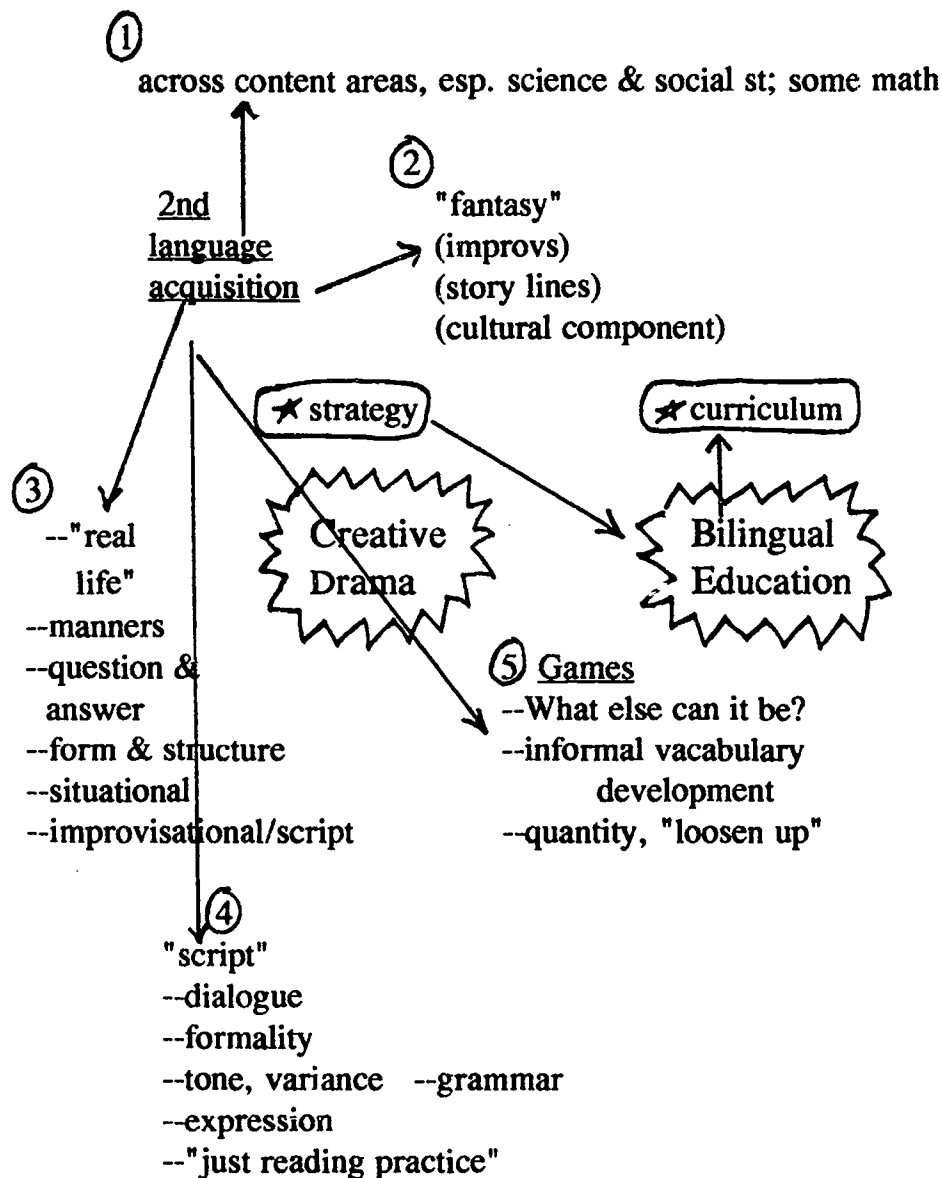 1
across content areas, esp. science & social st; some math
2nd
language
acquisition
2
"fantasy"
(improvs)
(story lines)
(cultural component)
strategy
curriculum
Creative
Drama
Bilingual
Education
3
--"real
life"
--manners
--question &
answer
--form & structure
--situational
--improvisational/script
5 Games
--What else can it be?
--informal vacabulary
development
--quantity, "loosen up"
4
"script"
--dialogue
--formality
--tone, variance --grammar
--expression
--"just reading practice"